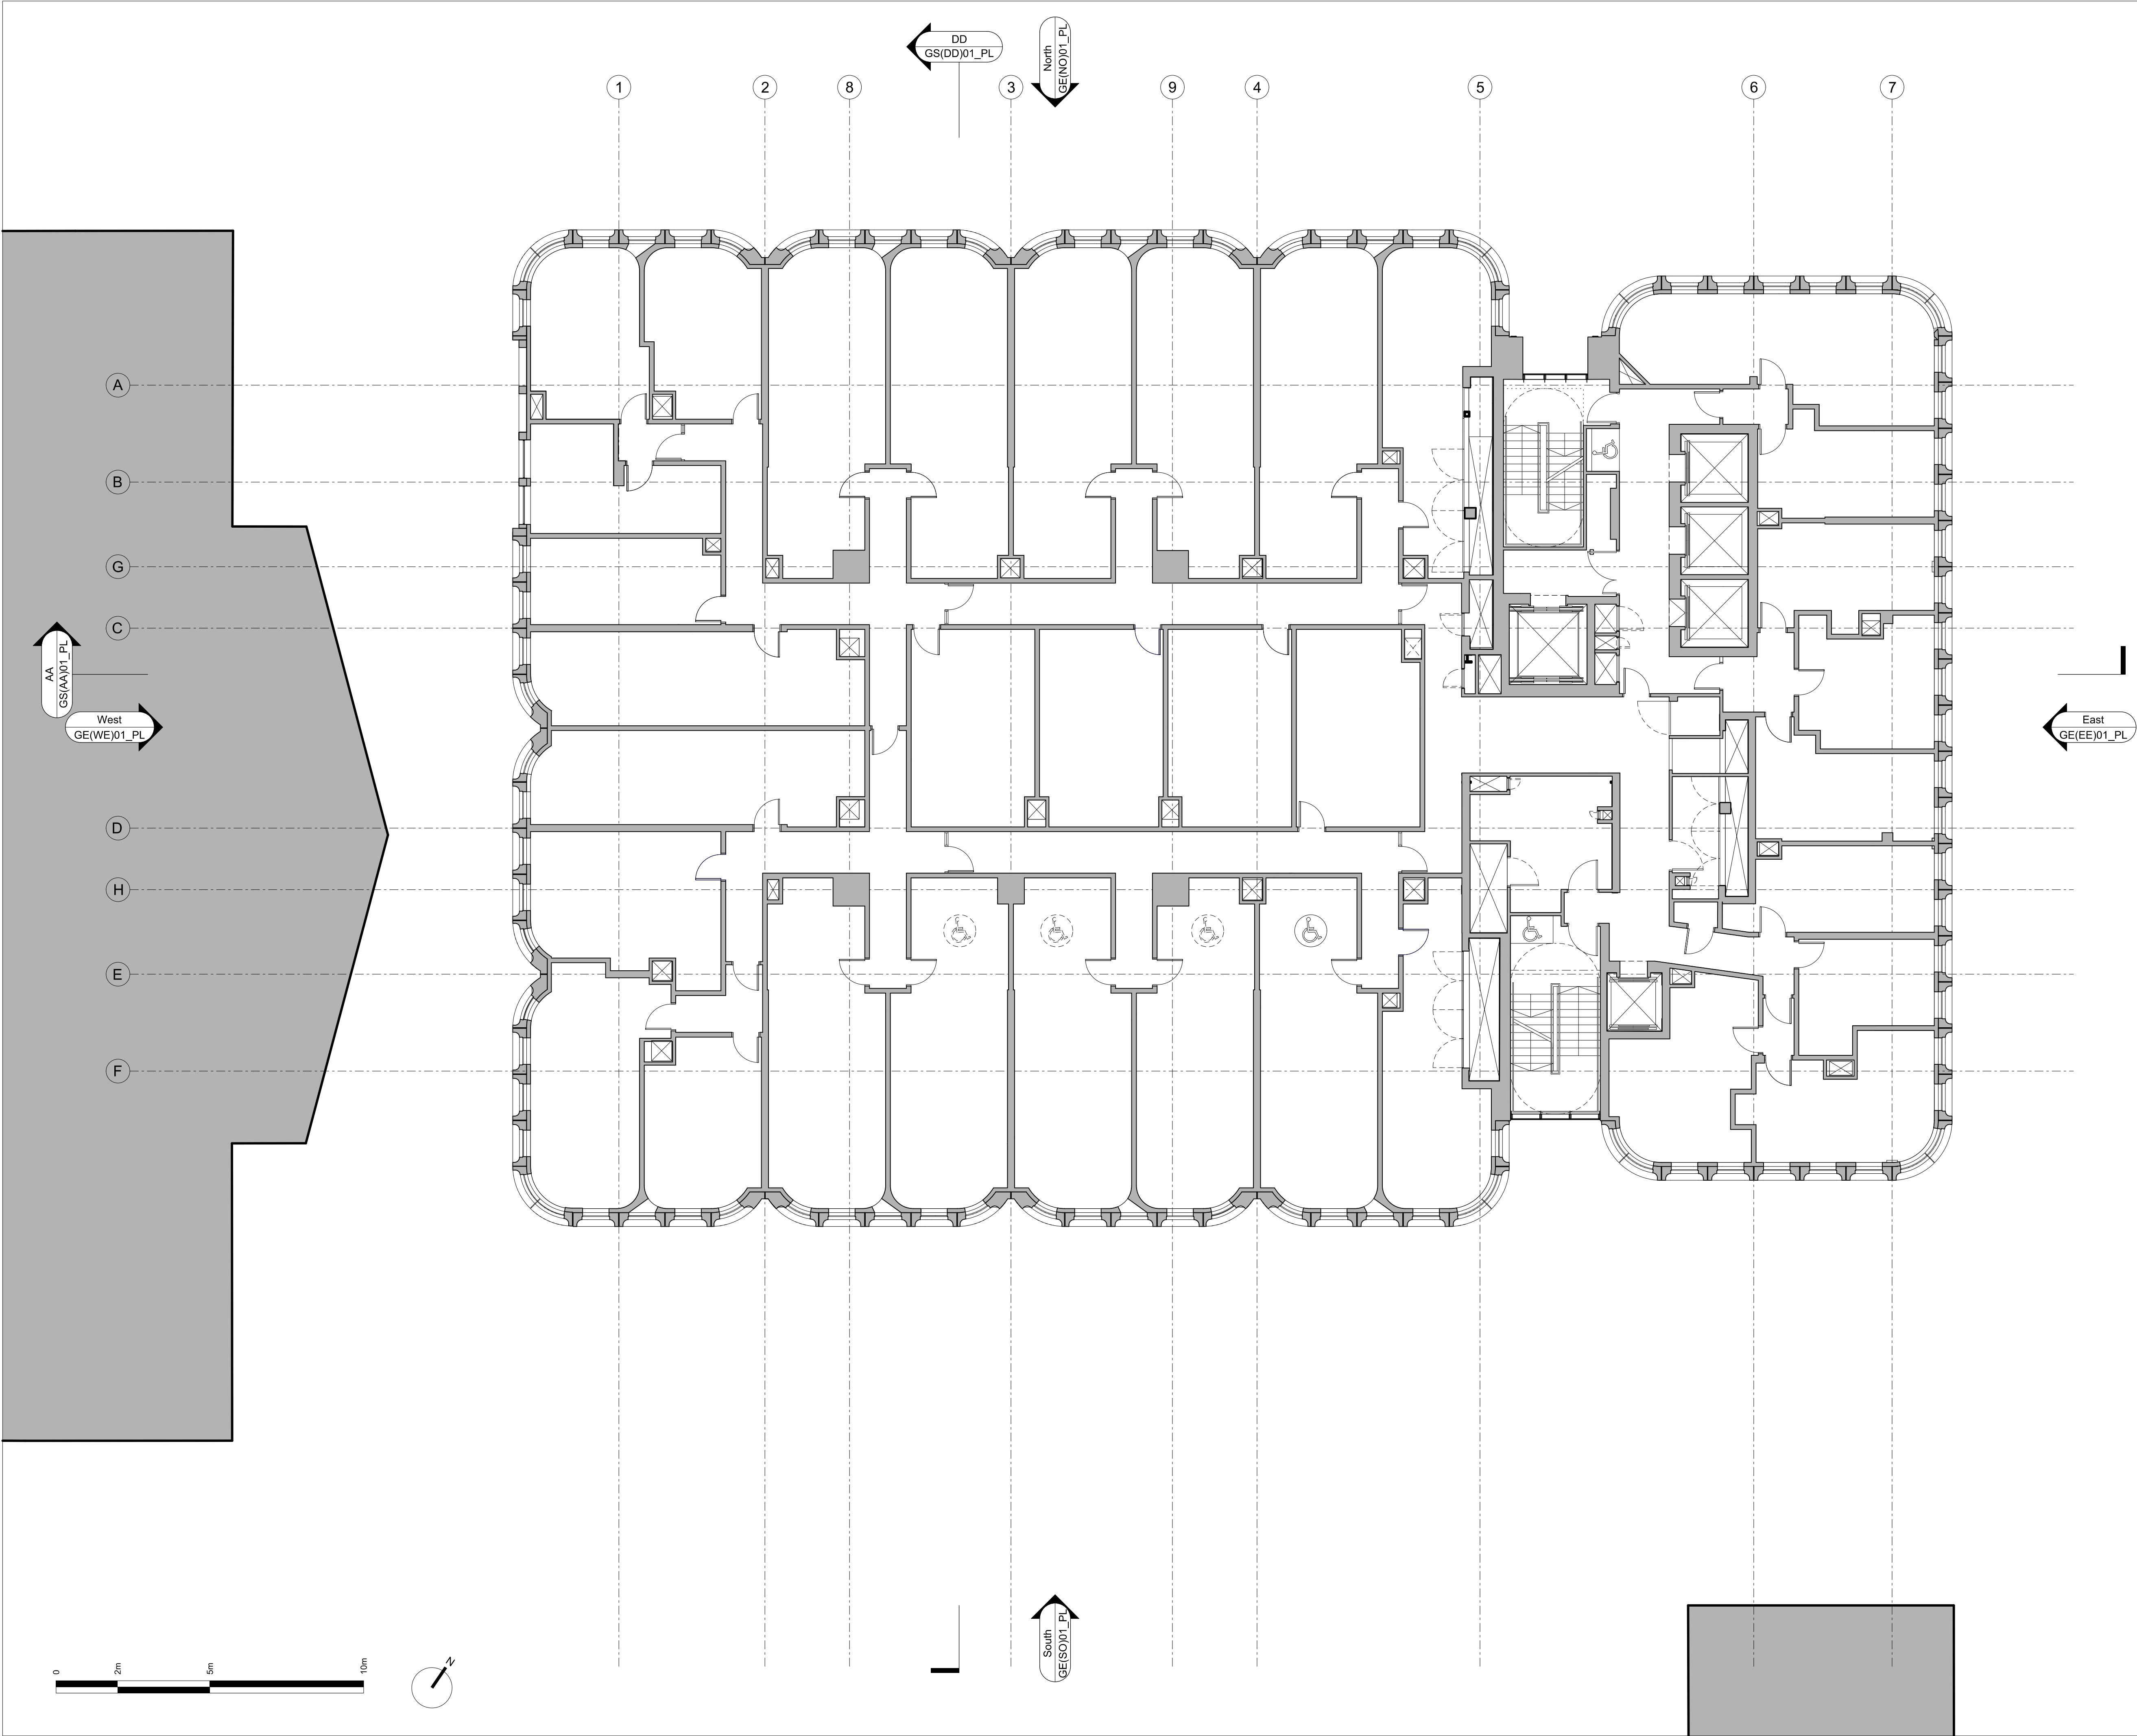 DD
GS(DD)01_PL
North
GE(NO)01_PL
1
2
8
3
9
4
5
6
7
A
B
G
C
AA
GS(AA)01_PL
West
GE(WE)01_PL
East
GE(EE)01_PL
D
H
E
F
South
GE(SO)01_PL
0
2m
5m
10m
N